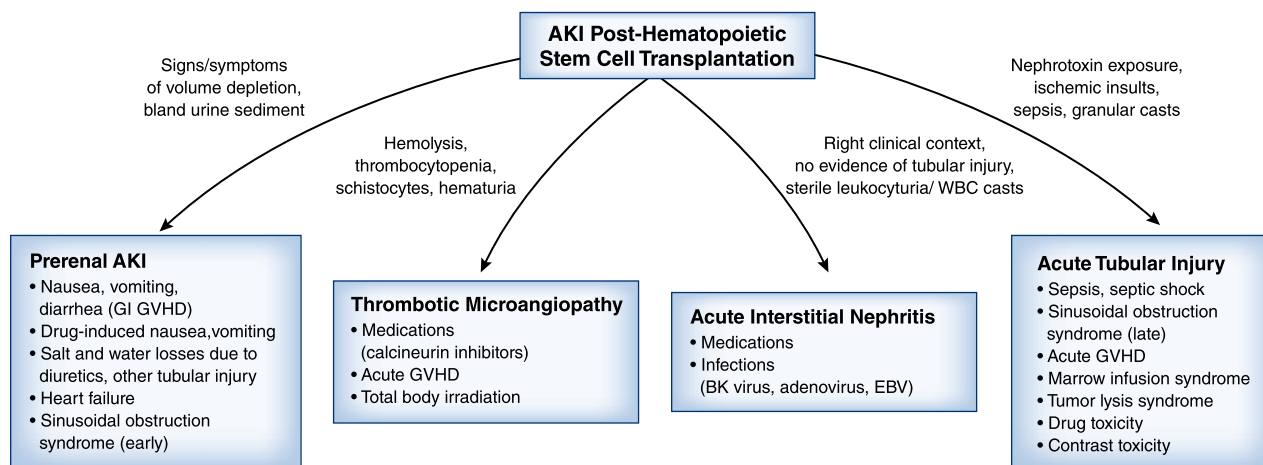 AKI Post-Hematopoietic
Stem Cell Transplantation
Signs/symptoms
of volume depletion,
bland urine sediment
Hemolysis,
thrombocytopenia,
schistocytes, hematuria
Right clinical context,
no evidence of tubular injury,
sterile leukocyturia/ WBC casts
Nephrotoxin exposure,
ischemic insults,
sepsis, granular casts
Prerenal AKI
• Nausea, vomiting,
diarrhea (GI GVHD)
• Drug-induced nausea,vomiting
• Salt and water losses due to
diuretics, other tubular injury
• Heart failure
• Sinusoidal obstruction
syndrome (early)
Thrombotic Microangiopathy
• Medications
(calcineurin inhibitors)
• Acute GVHD
• Total body irradiation
Acute Interstitial Nephritis
• Medications
• Infections
(BK virus, adenovirus, EBV)
Acute Tubular Injury
• Sepsis, septic shock
• Sinusoidal obstruction
syndrome (late)
• Acute GVHD
• Marrow infusion syndrome
• Tumor lysis syndrome
• Drug toxicity
• Contrast toxicity